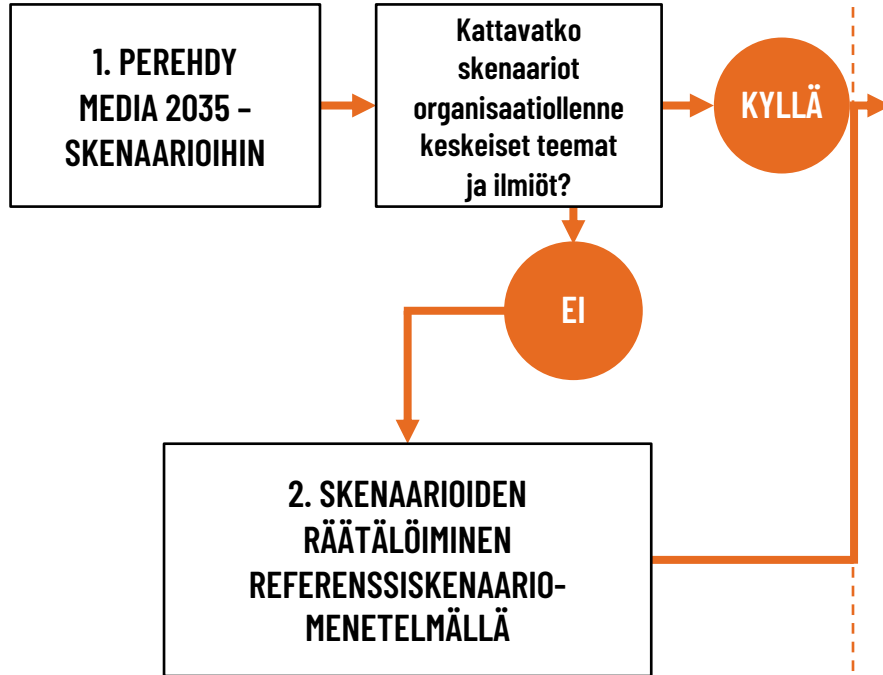 1. PEREHDY
MEDIA 2035 –
SKENAARIOIHIN
Kattavatko
skenaariot
organisaatiollenne
keskeiset teemat
ja ilmiöt?
KYLLÄ
EI
2. SKENAARIOIDEN
RÄÄTÄLÖIMINEN
REFERENSSISKENAARIO-
MENETELMÄLLÄ